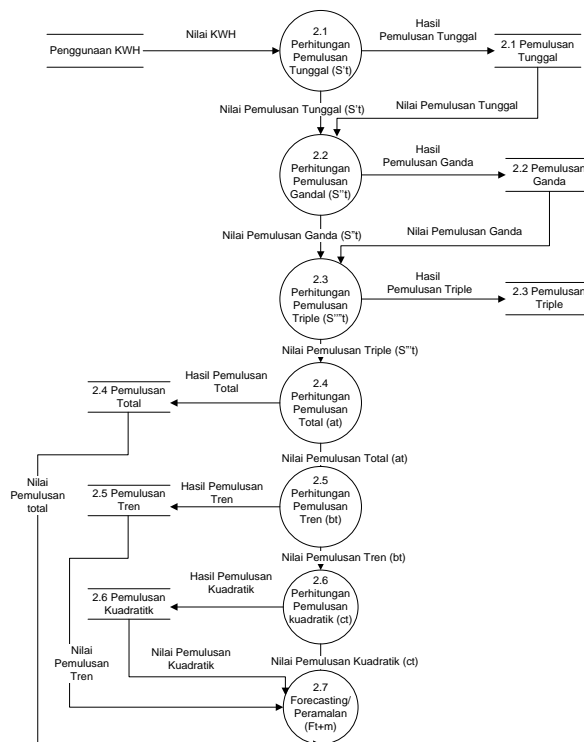 Penggunaan KWH
Nilai KWH
2.1
Perhitungan
Pemulusan
Tunggal (S't)
Hasil
Pemulusan Tunggal
2.1 Pemulusan
Tunggal
Nilai Pemulusan Tunggal (S't)
Nilai Pemulusan Tunggal
2.2
Perhitungan
Pemulusan
Gandal (S''t)
Hasil
Pemulusan Ganda
2.2 Pemulusan
Ganda
Nilai Pemulusan Ganda (S''t)
Nilai Pemulusan Ganda
2.3
Perhitungan
Pemulusan
Triple (S''''t)
Hasil
Pemulusan Triple
2.3 Pemulusan
Triple
Nilai Pemulusan Triple (S'''t)
2.4
Perhitungan
Pemulusan
Total (at)
Hasil Pemulusan
Total
2.4 Pemulusan
Total
Nilai Pemulusan Total (at)
Nilai
Pemulusan
total
2.5
Perhitungan
Pemulusan
Tren (bt)
Hasil Pemulusan
Tren
2.5 Pemulusan
Tren
Nilai Pemulusan Tren (bt)
2.6
Perhitungan
Pemulusan
kuadratik (ct)
Hasil Pemulusan
Kuadratik
2.6 Pemulusan
Kuadratitk
Nilai
Pemulusan
Tren
Nilai Pemulusan
Kuadratik
Nilai Pemulusan Kuadratik (ct)
2.7
Forecasting/
Peramalan
(Ft+m)